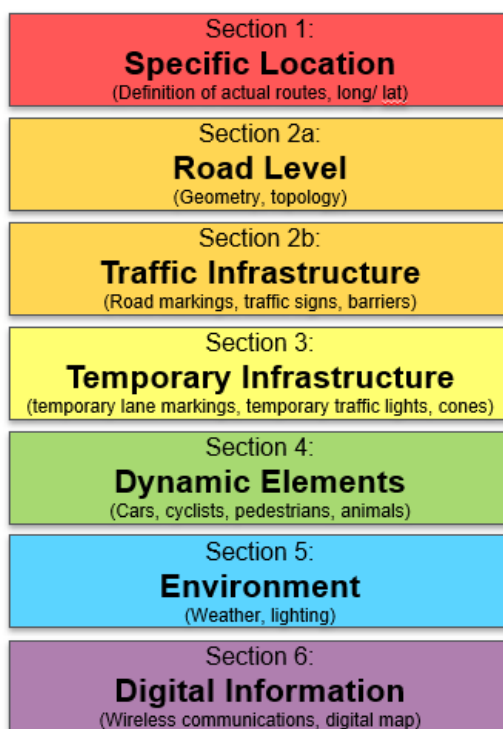 Section 1:
Specific Location
(Definition of actual routes, long/ lat)
Section 2a:
Road Level
(Geometry, topology)
Section 2b:
Traffic Infrastructure
(Road markings, traffic signs, barriers)
Section 3:
Temporary Infrastructure
(temporary lane markings, temporary traffic lights, cones)
Section 4:
Dynamic Elements
(Cars, cyclists, pedestrians, animals)
Section 5:
Environment
(Weather, lighting)
Section 6:
Digital Information
(Wireless communications, digital map)